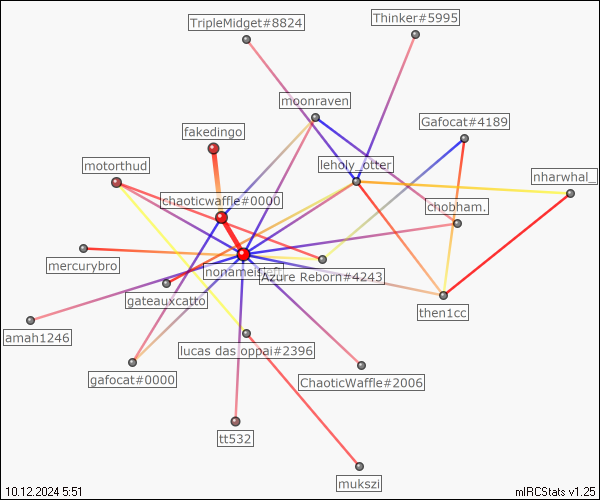 TripleMidget#8824
Thinker#5995
moonraven
Gafocat#4189
fakedingo
motorthud
leholy_otter
nharwhal_
chaoticwaffle#0000
chobham.
mercurybro
Azure Reborn#4243
gateauxcatto
then1cc
amah1246
lucas das oppai#2396
gafocat#0000
ChaoticWaffle#2006
tt532
mukszi
10.12.2024 5:51
mIRCStats v1.25